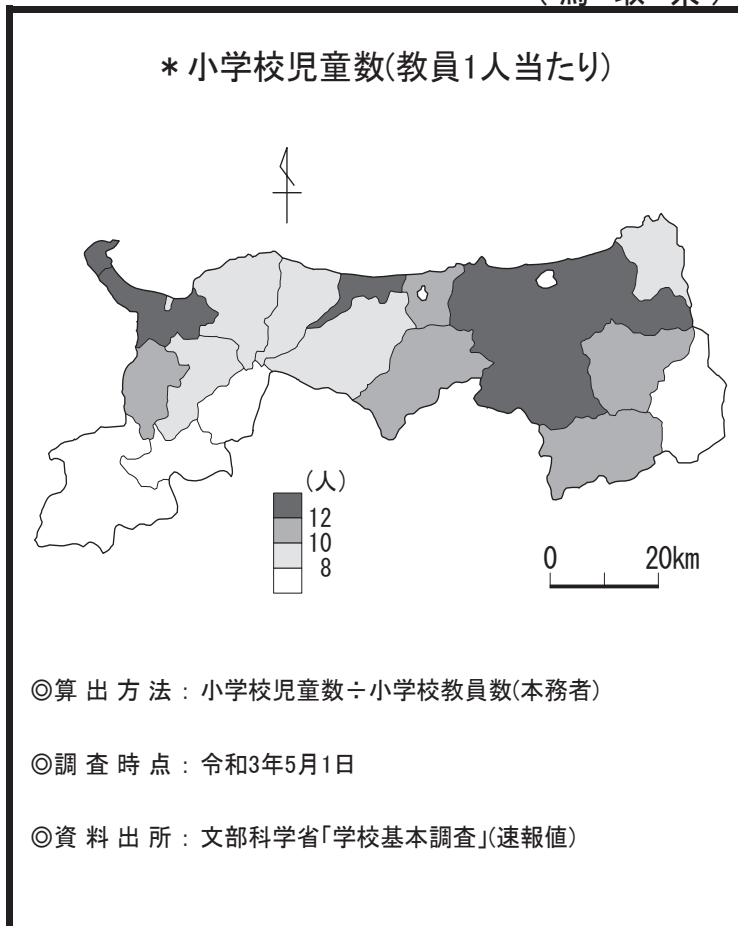 *小学校児童数(教員1人当たり)
(人)
12
10
8
0 20km
◎算出方法：小学校児童数÷小学校教員数(本務者)
◎調査時点：令和3年5月1日
◎資料出所：文部科学省「学校基本調査」(速報値)